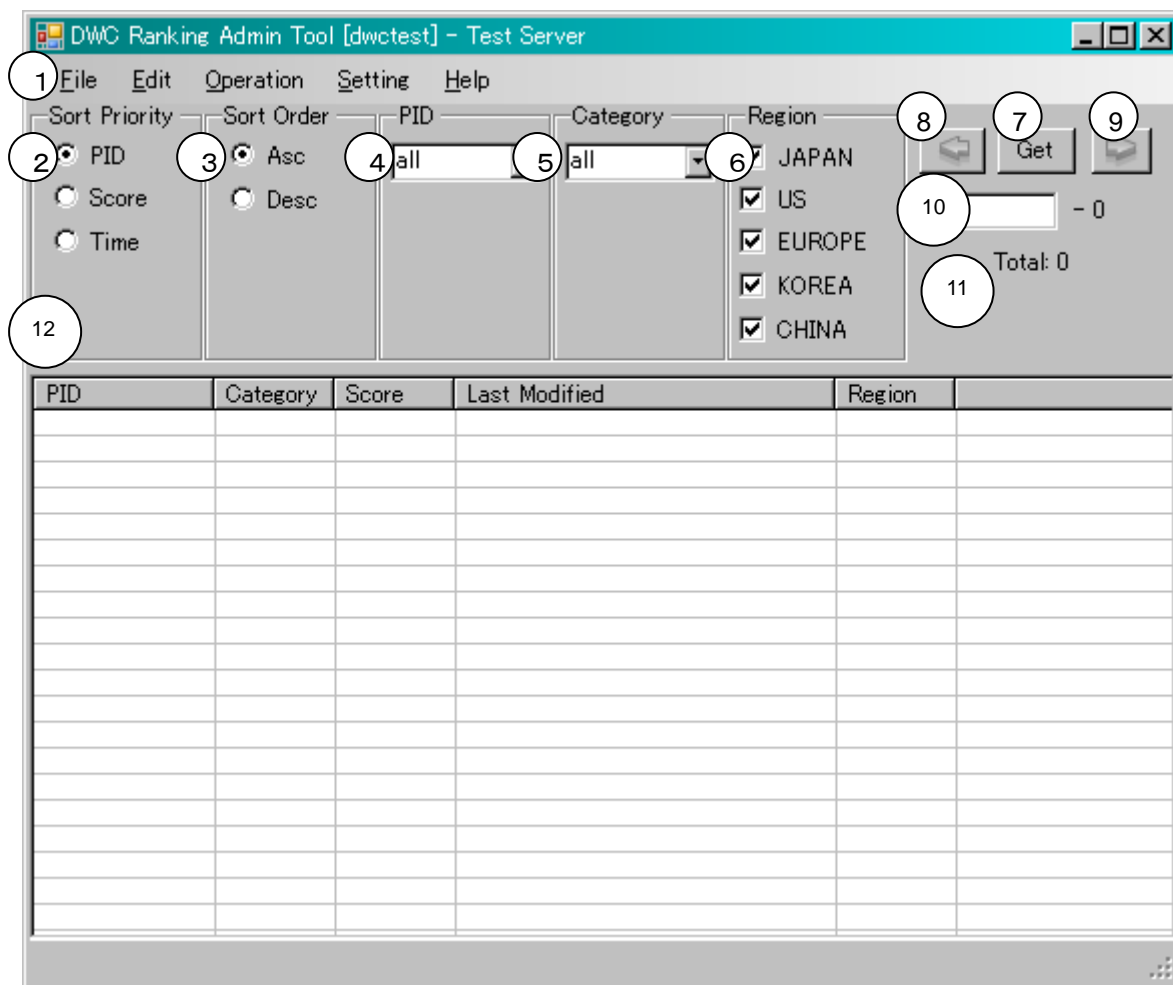 DWC Ranking Admin Tool [dwctest] - Test Server
1 File Edit Operation Setting Help
Sort Priority Sort Order PID Category Region
8 7 9
2 PID 3 Asc 4 all 5 all 6 JAPAN Get
Score Desc US 10 - 0
Time EUROPE Total: 0
KOREA 11
12 CHINA
PID Category Score Last Modified Region